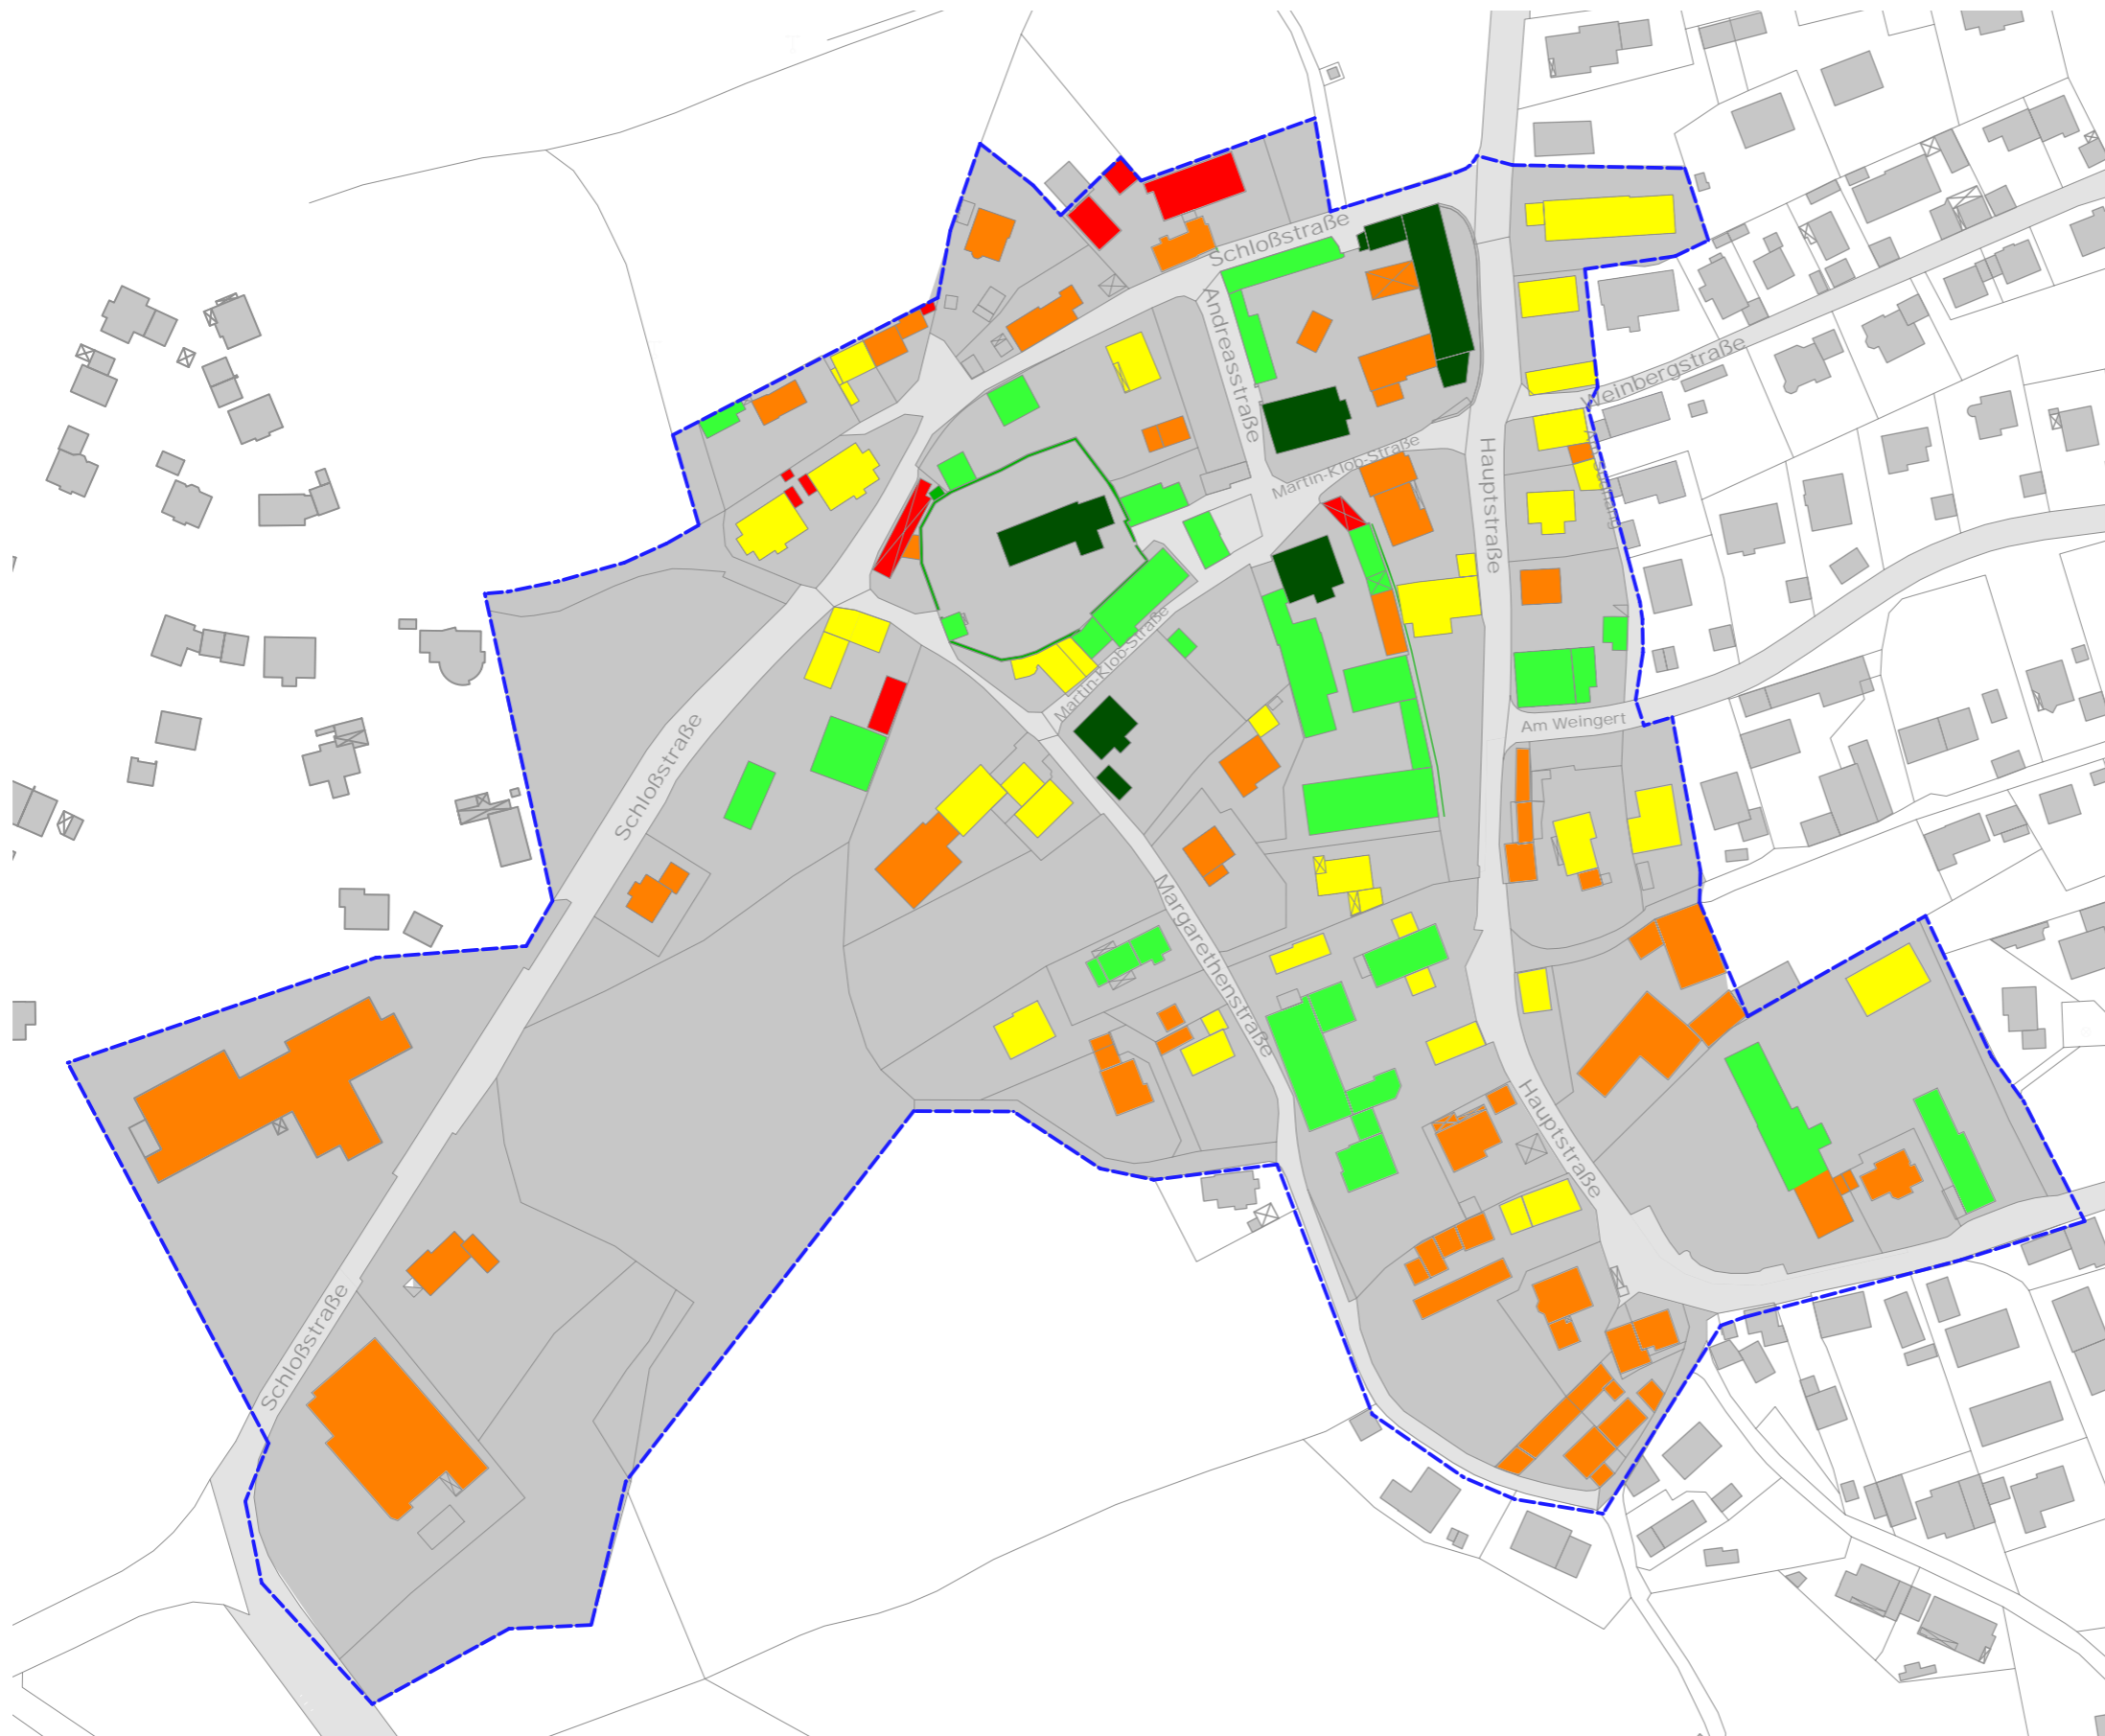 Schloßstraße
Andreasstraße
Weinbergstraße
Martin-Klob-Straße
Hauptstraße
Martin-Klob-Straße
Am Weingert
Schloßstraße
Margarethenstraße
Hauptstraße
Schloßstraße